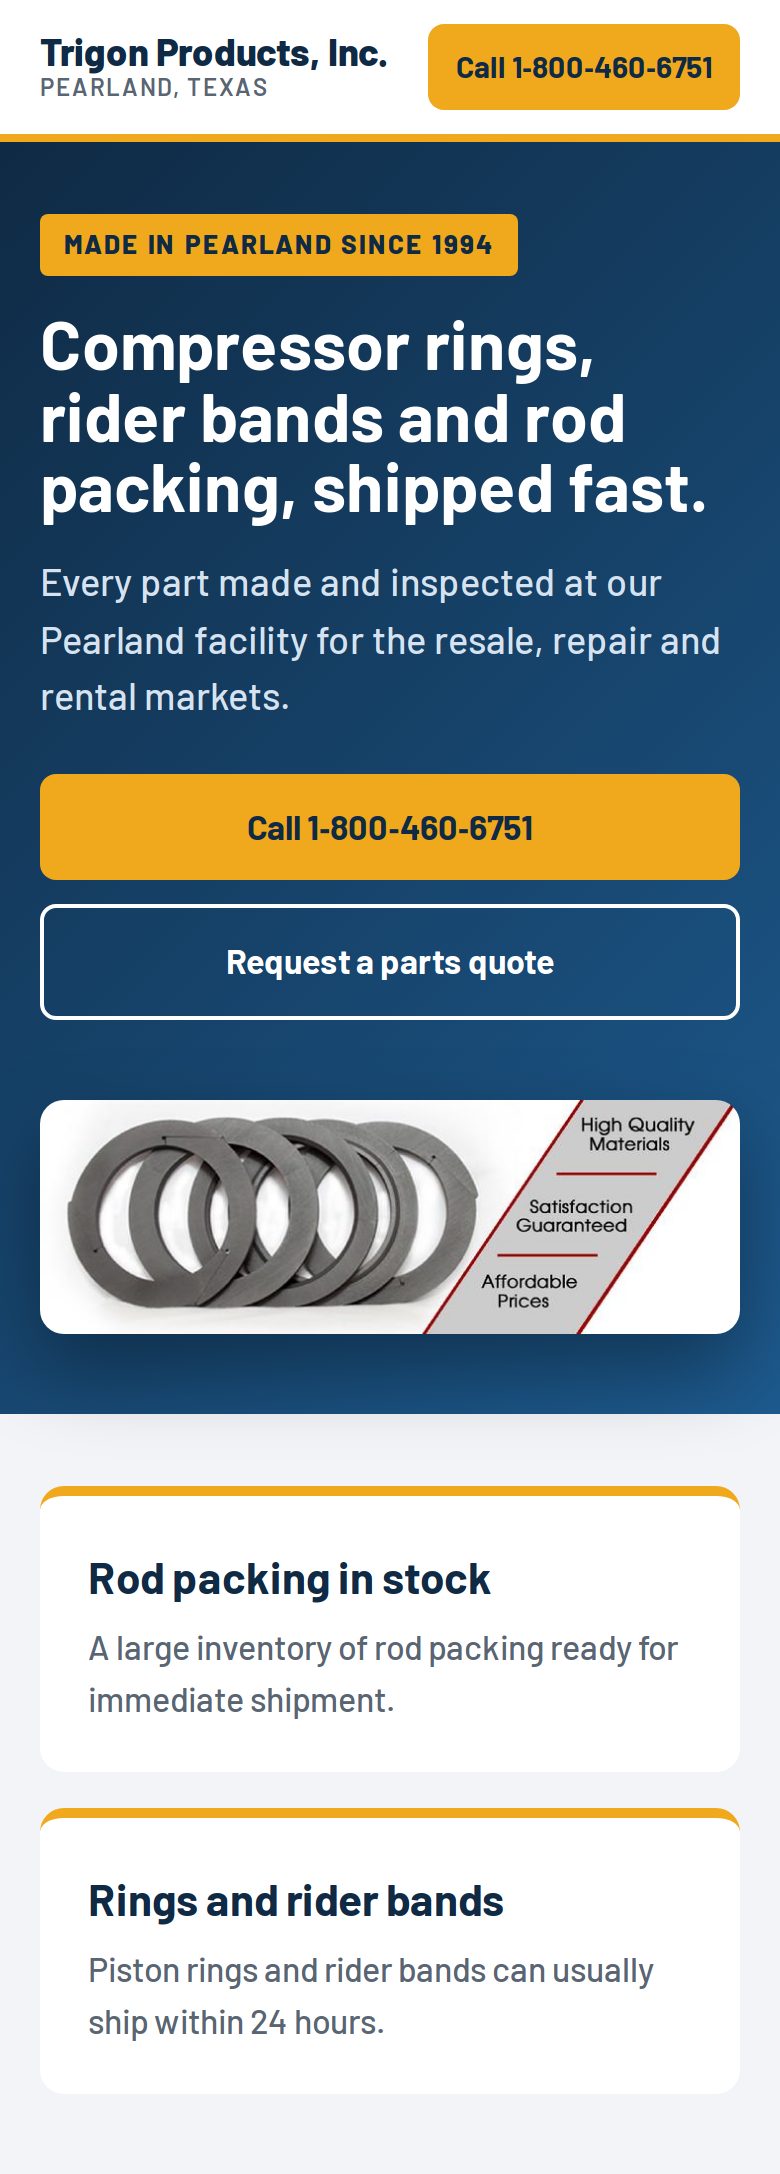 Trigon Products, Inc.
PEARLAND, TEXAS
Call 1-800-460-6751
MADE IN PEARLAND SINCE 1994
Compressor rings,
rider bands and rod
packing, shipped fast.
Every part made and inspected at our
Pearland facility for the resale, repair and
rental markets.
Call 1-800-460-6751
Request a parts quote
High Quality
Materials
Satisfaction
Guaranteed
Affordable
Prices
Rod packing in stock
A large inventory of rod packing ready for
immediate shipment.
Rings and rider bands
Piston rings and rider bands can usually
ship within 24 hours.